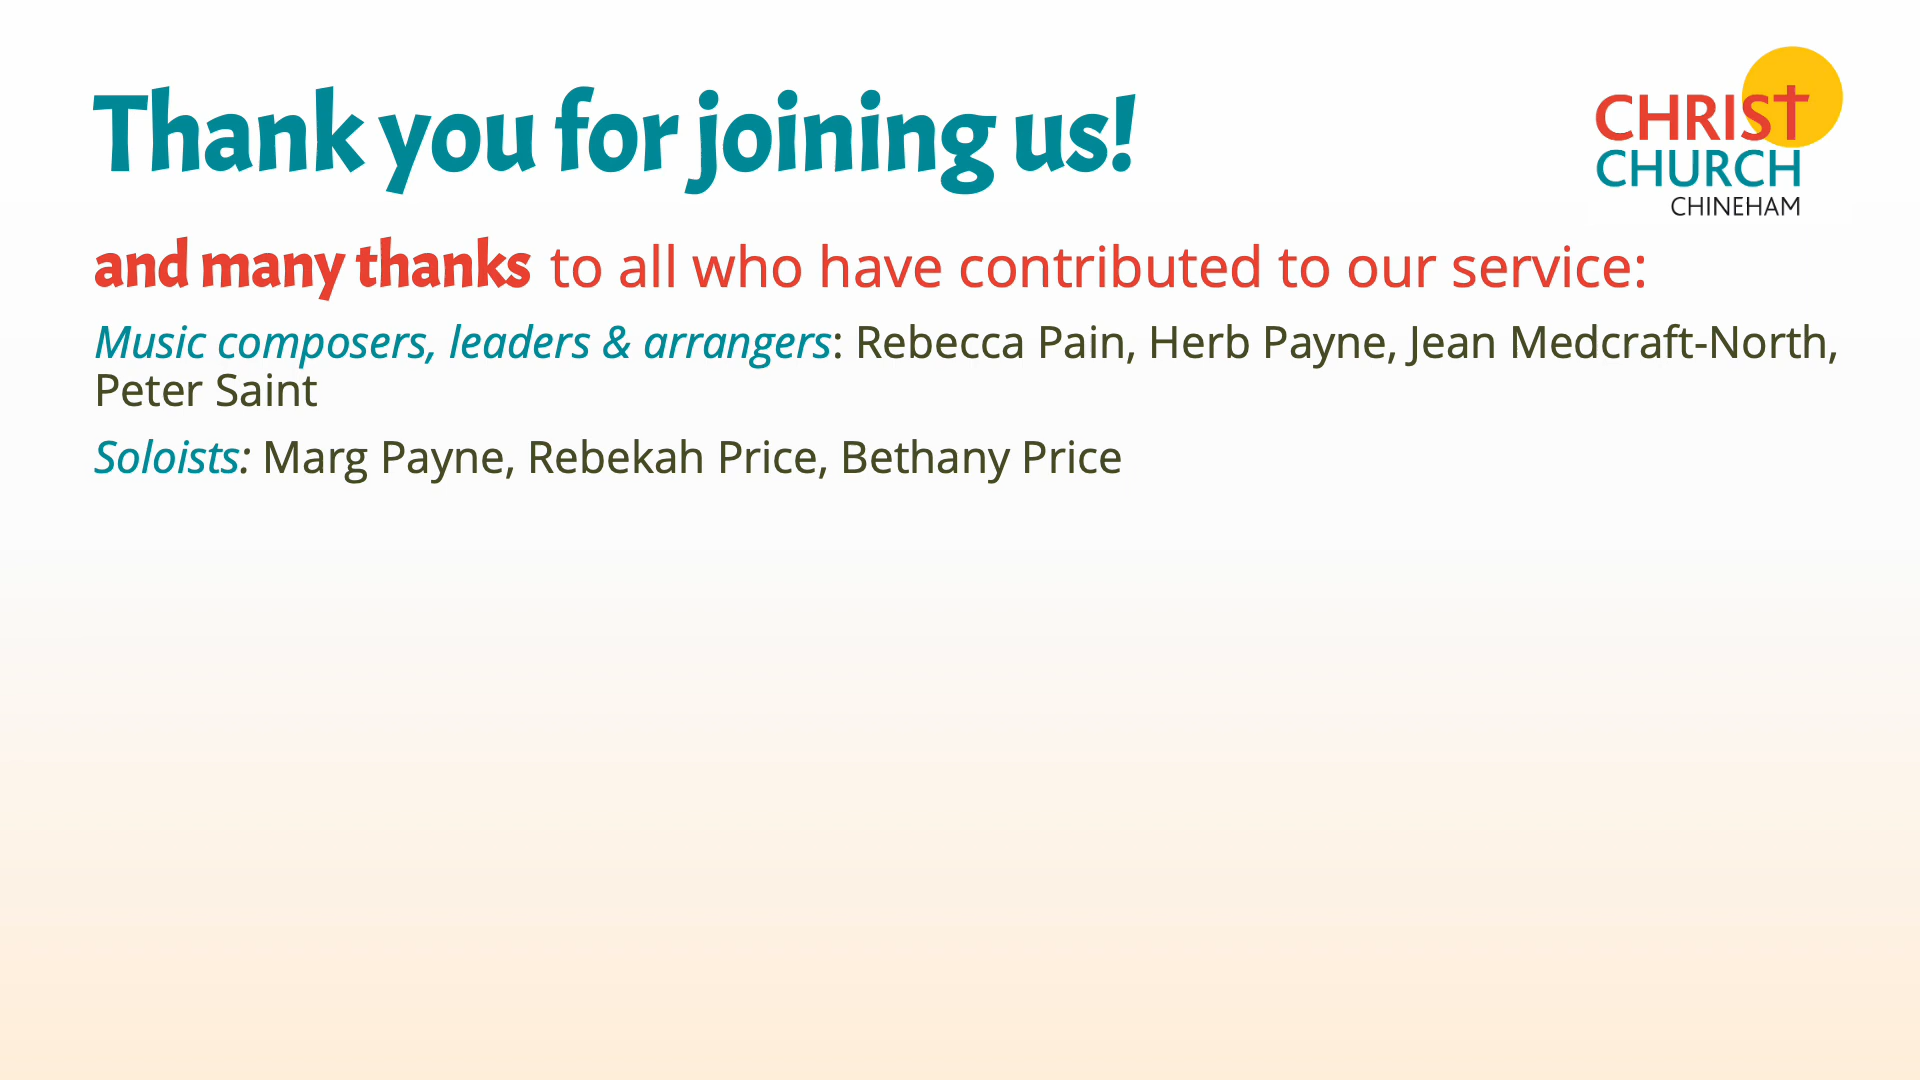 Thank you for joining us!
CHRIST
CHURCH
CHINEHAM
and many thanks to all who have contributed to our service:
Music composers, leaders & arrangers: Rebecca Pain, Herb Payne, Jean Medcraft-North,
Peter Saint
Soloists: Marg Payne, Rebekah Price, Bethany Price